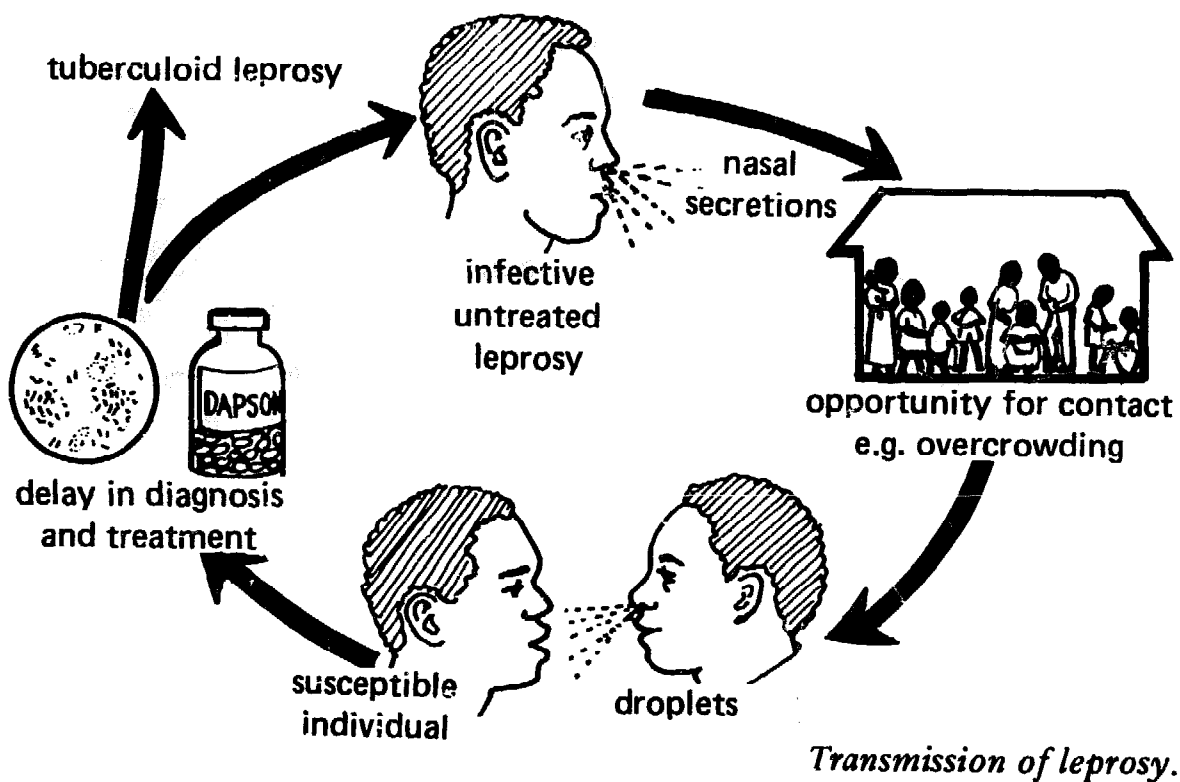 tuberculoid leprosy
nasal
secretions
infective
untreated
leprosy
opportunity for contact
e.g. overcrowding
DAPSON
delay in diagnosis
and treatment
susceptible
individual
droplets
Transmission of leprosy.